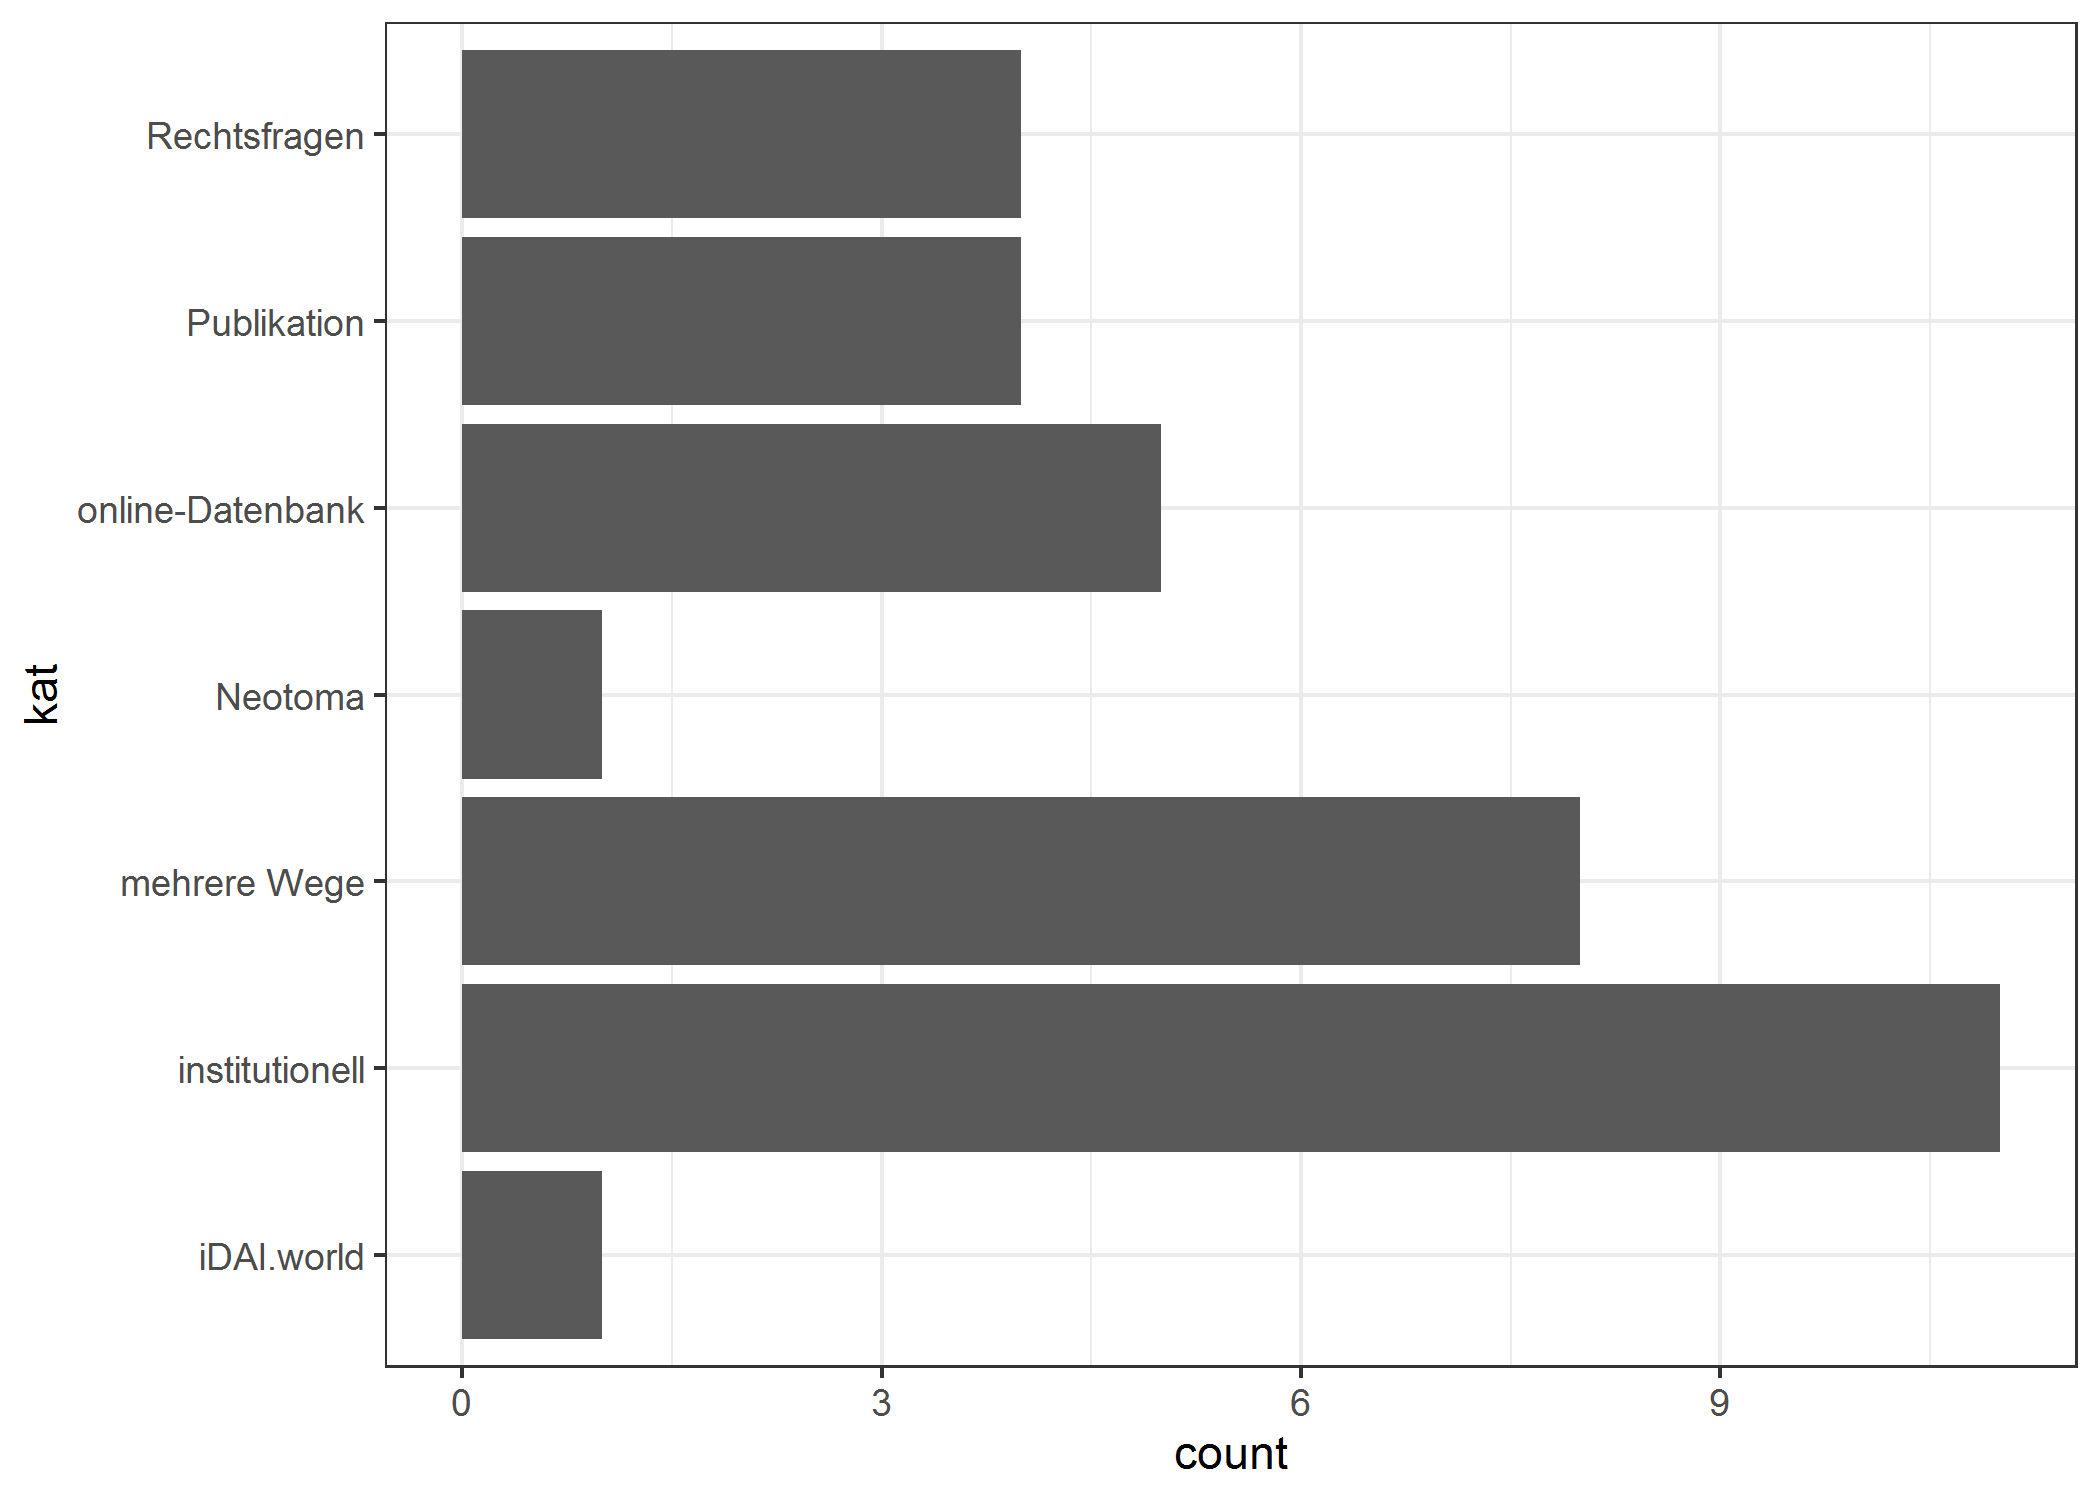 Rechtsfragen
Publikation
online-Datenbank
Neotoma
mehrere Wege
institutionell
iDAI.world
kat
0 3 6 9
count